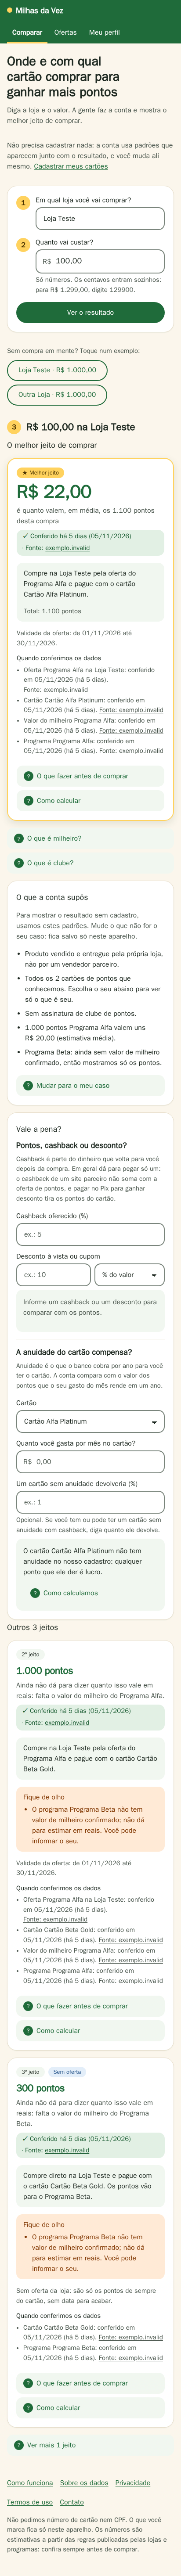 Milhas da Vez
Comparar Ofertas Meu perfil
Onde e com qual
cartão comprar para
ganhar mais pontos
Diga a loja e o valor. A gente faz a conta e mostra o
melhor jeito de comprar.
Não precisa cadastrar nada: a conta usa padrões que
aparecem junto com o resultado, e você muda ali
mesmo. Cadastrar meus cartões
1 Em qual loja você vai comprar?
Loja Teste
2 Quanto vai custar?
R$ 100,00
Só números. Os centavos entram sozinhos:
para R$ 1.299,00, digite 129900.
Ver o resultado
Sem compra em mente? Toque num exemplo:
Loja Teste · R$ 1.000,00
Outra Loja · R$ 1.000,00
3 R$ 100,00 na Loja Teste
O melhor jeito de comprar
★ Melhor jeito
R$ 22,00
é quanto valem, em média, os 1.100 pontos
desta compra
✓ Conferido há 5 dias (05/11/2026)
· Fonte: exemplo.invalid
Compre na Loja Teste pela oferta do
Programa Alfa e pague com o cartão
Cartão Alfa Platinum.
Total: 1.100 pontos
Validade da oferta: de 01/11/2026 até
30/11/2026.
Quando conferimos os dados
• Oferta Programa Alfa na Loja Teste: conferido
em 05/11/2026 (há 5 dias).
Fonte: exemplo.invalid
• Cartão Cartão Alfa Platinum: conferido em
05/11/2026 (há 5 dias). Fonte: exemplo.invalid
• Valor do milheiro Programa Alfa: conferido em
05/11/2026 (há 5 dias). Fonte: exemplo.invalid
• Programa Programa Alfa: conferido em
05/11/2026 (há 5 dias). Fonte: exemplo.invalid
? O que fazer antes de comprar
? Como calcular
? O que é milheiro?
? O que é clube?
O que a conta supôs
Para mostrar o resultado sem cadastro,
usamos estes padrões. Mude o que não for o
seu caso: fica salvo só neste aparelho.
• Produto vendido e entregue pela própria loja,
não por um vendedor parceiro.
• Todos os 2 cartões de pontos que
conhecemos. Escolha o seu abaixo para ver
só o que é seu.
• Sem assinatura de clube de pontos.
• 1.000 pontos Programa Alfa valem uns
R$ 20,00 (estimativa média).
• Programa Beta: ainda sem valor de milheiro
confirmado, então mostramos só os pontos.
? Mudar para o meu caso
Vale a pena?
Pontos, cashback ou desconto?
Cashback é parte do dinheiro que volta para você
depois da compra. Em geral dá para pegar só um:
o cashback de um site parceiro não soma com a
oferta de pontos, e pagar no Pix para ganhar
desconto tira os pontos do cartão.
Cashback oferecido (%)
ex.: 5
Desconto à vista ou cupom
ex.: 10 % do valor
Informe um cashback ou um desconto para
comparar com os pontos.
A anuidade do cartão compensa?
Anuidade é o que o banco cobra por ano para você
ter o cartão. A conta compara com o valor dos
pontos que o seu gasto do mês rende em um ano.
Cartão
Cartão Alfa Platinum
Quanto você gasta por mês no cartão?
R$ 0,00
Um cartão sem anuidade devolveria (%)
ex.: 1
Opcional. Se você tem ou pode ter um cartão sem
anuidade com cashback, diga quanto ele devolve.
O cartão Cartão Alfa Platinum não tem
anuidade no nosso cadastro: qualquer
ponto que ele der é lucro.
? Como calculamos
Outros 3 jeitos
2º jeito
1.000 pontos
Ainda não dá para dizer quanto isso vale em
reais: falta o valor do milheiro do Programa Alfa.
✓ Conferido há 5 dias (05/11/2026)
· Fonte: exemplo.invalid
Compre na Loja Teste pela oferta do
Programa Alfa e pague com o cartão Cartão
Beta Gold.
Fique de olho
• O programa Programa Beta não tem
valor de milheiro confirmado; não dá
para estimar em reais. Você pode
informar o seu.
Validade da oferta: de 01/11/2026 até
30/11/2026.
Quando conferimos os dados
• Oferta Programa Alfa na Loja Teste: conferido
em 05/11/2026 (há 5 dias).
Fonte: exemplo.invalid
• Cartão Cartão Beta Gold: conferido em
05/11/2026 (há 5 dias). Fonte: exemplo.invalid
• Valor do milheiro Programa Alfa: conferido em
05/11/2026 (há 5 dias). Fonte: exemplo.invalid
• Programa Programa Alfa: conferido em
05/11/2026 (há 5 dias). Fonte: exemplo.invalid
? O que fazer antes de comprar
? Como calcular
3º jeito Sem oferta
300 pontos
Ainda não dá para dizer quanto isso vale em
reais: falta o valor do milheiro do Programa
Beta.
✓ Conferido há 5 dias (05/11/2026)
· Fonte: exemplo.invalid
Compre direto na Loja Teste e pague com
o cartão Cartão Beta Gold. Os pontos vão
para o Programa Beta.
Fique de olho
• O programa Programa Beta não tem
valor de milheiro confirmado; não dá
para estimar em reais. Você pode
informar o seu.
Sem oferta da loja: são só os pontos de sempre
do cartão, sem data para acabar.
Quando conferimos os dados
• Cartão Cartão Beta Gold: conferido em
05/11/2026 (há 5 dias). Fonte: exemplo.invalid
• Programa Programa Beta: conferido em
05/11/2026 (há 5 dias). Fonte: exemplo.invalid
? O que fazer antes de comprar
? Como calcular
? Ver mais 1 jeito
Como funciona Sobre os dados Privacidade
Termos de uso Contato
Não pedimos número de cartão nem CPF. O que você
marca fica só neste aparelho. Os números são
estimativas a partir das regras publicadas pelas lojas e
programas: confira sempre antes de comprar.